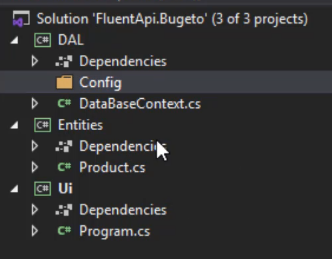 Solution 'FluentApi.Bugeto' (3 of 3 projects)
C# DAL
Dependencies
Config
C# DataBaseContext.cs
C# Entities
Dependencies
C# Product.cs
C# Ui
Dependencies
C# Program.cs